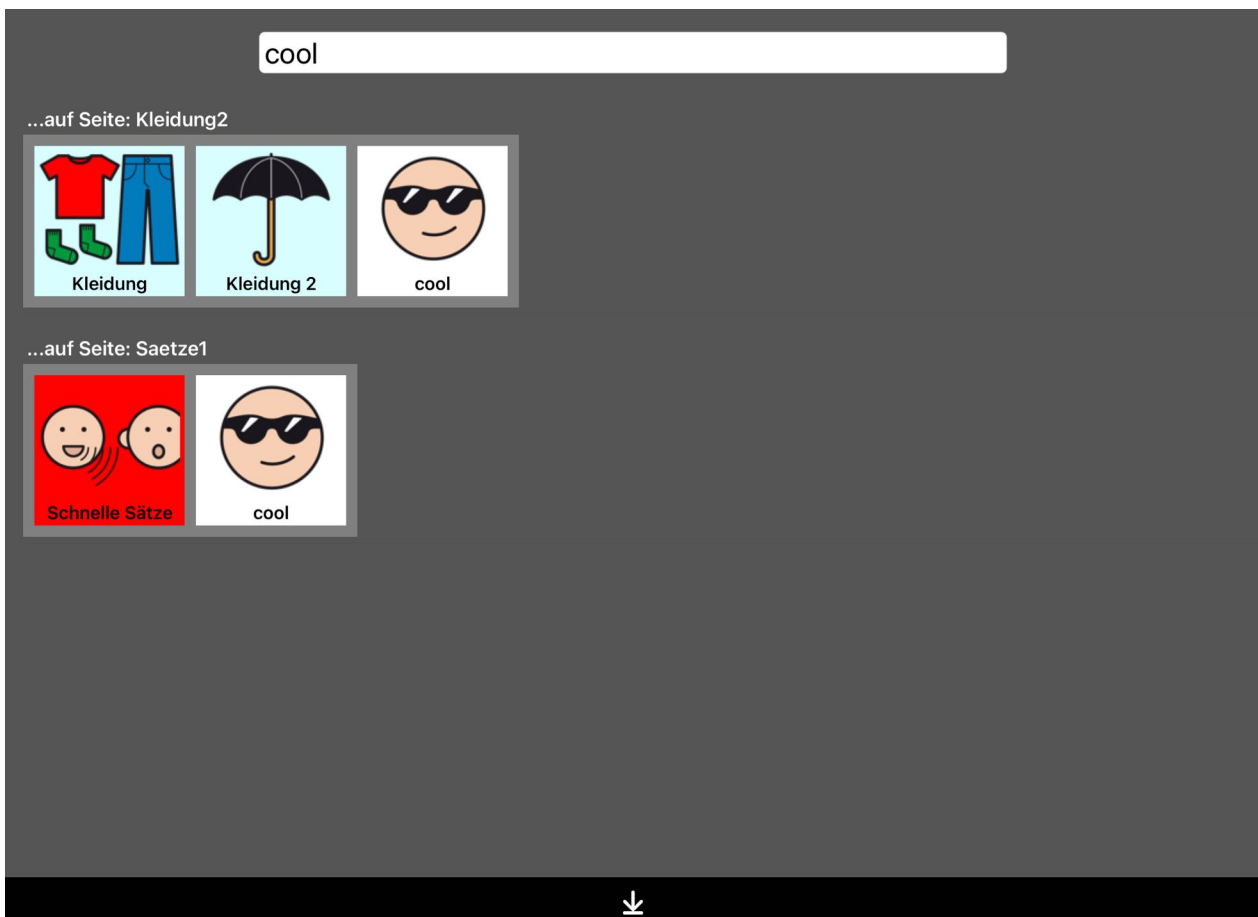 cool
...auf Seite: Kleidung2
Kleidung Kleidung 2 cool
...auf Seite: Saetze1
Schnelle Sätze cool